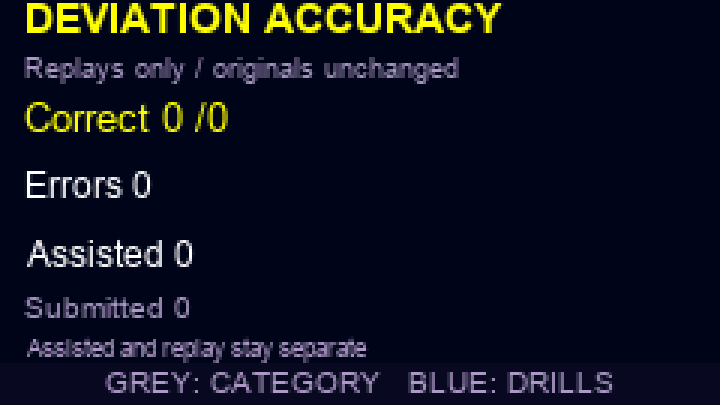 DEVIATION ACCURACY
Replays only / originals unchanged
Correct 0 /0
Errors 0
Assisted 0
Submitted 0
Assisted and replay stay separate
GREY: CATEGORY BLUE: DRILLS